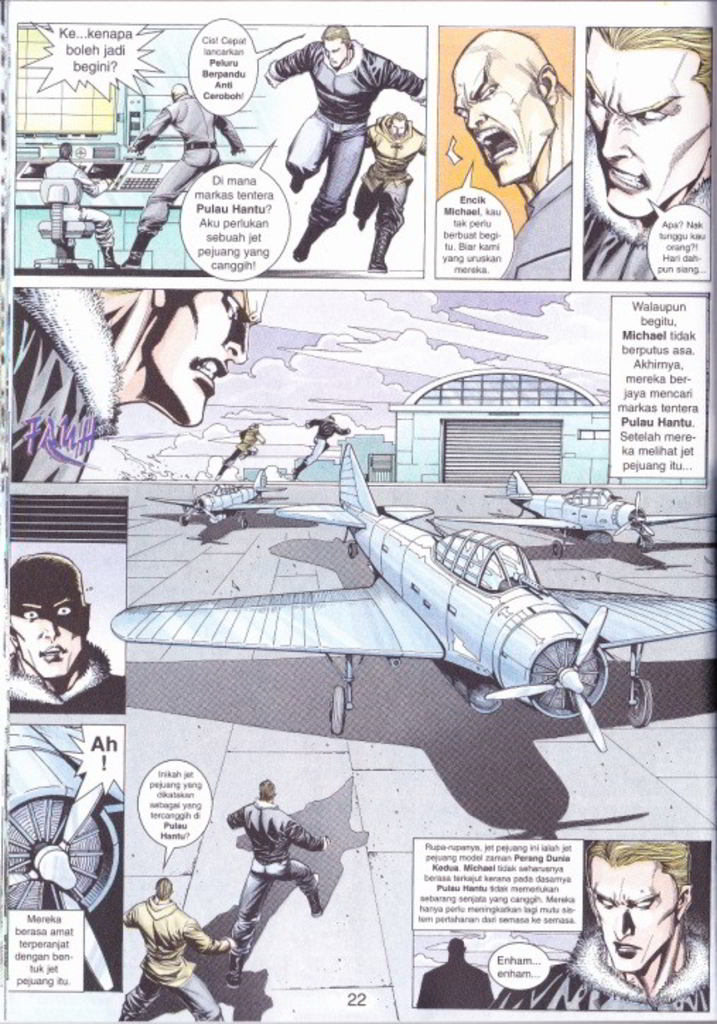 Ke...kenapa
boleh jadi
begini?
Cis! Cepat
lancarkan
Peluru
Berpandu
Anti
Ceroboh!
Di mana
markas tentera
Pulau Hantu?
Aku perlukan
sebuah jet
pejuang yang
canggih!
Encik
Michael, kau
tak perlu
berbuat begi-
tu. Biar kami
yang uruskan
mereka.
Apa? Nak
tunggu kau
orang?!
Hari dah-
pun siang...
Walaupun
begitu,
Michael tidak
berputus asa.
Akhirnya,
mereka ber-
jaya mencari
markas tentera
Pulau Hantu.
Setelah mere-
ka melihat jet
pejuang itu...
Ah
!
Mereka
berasa amat
terperanjat
dengan ben-
tuk jet
pejuang itu.
Inikah jet
pejuang yang
dikatakan
sebagai yang
tercanggih di
Pulau
Hantu?
Rupa-rupanya, jet pejuang ini ialah jet
pejuang model zaman Perang Dunia
Kedua. Michael tidak seharusnya
berasa terkejut kerana pada dasarnya
Pulau Hantu tidak memerlukan
sebarang senjata yang canggih. Mereka
hanya perlu meningkatkan lagi mutu sis-
tem pertahanan dari semasa ke semasa.
Enham...
enham...
22